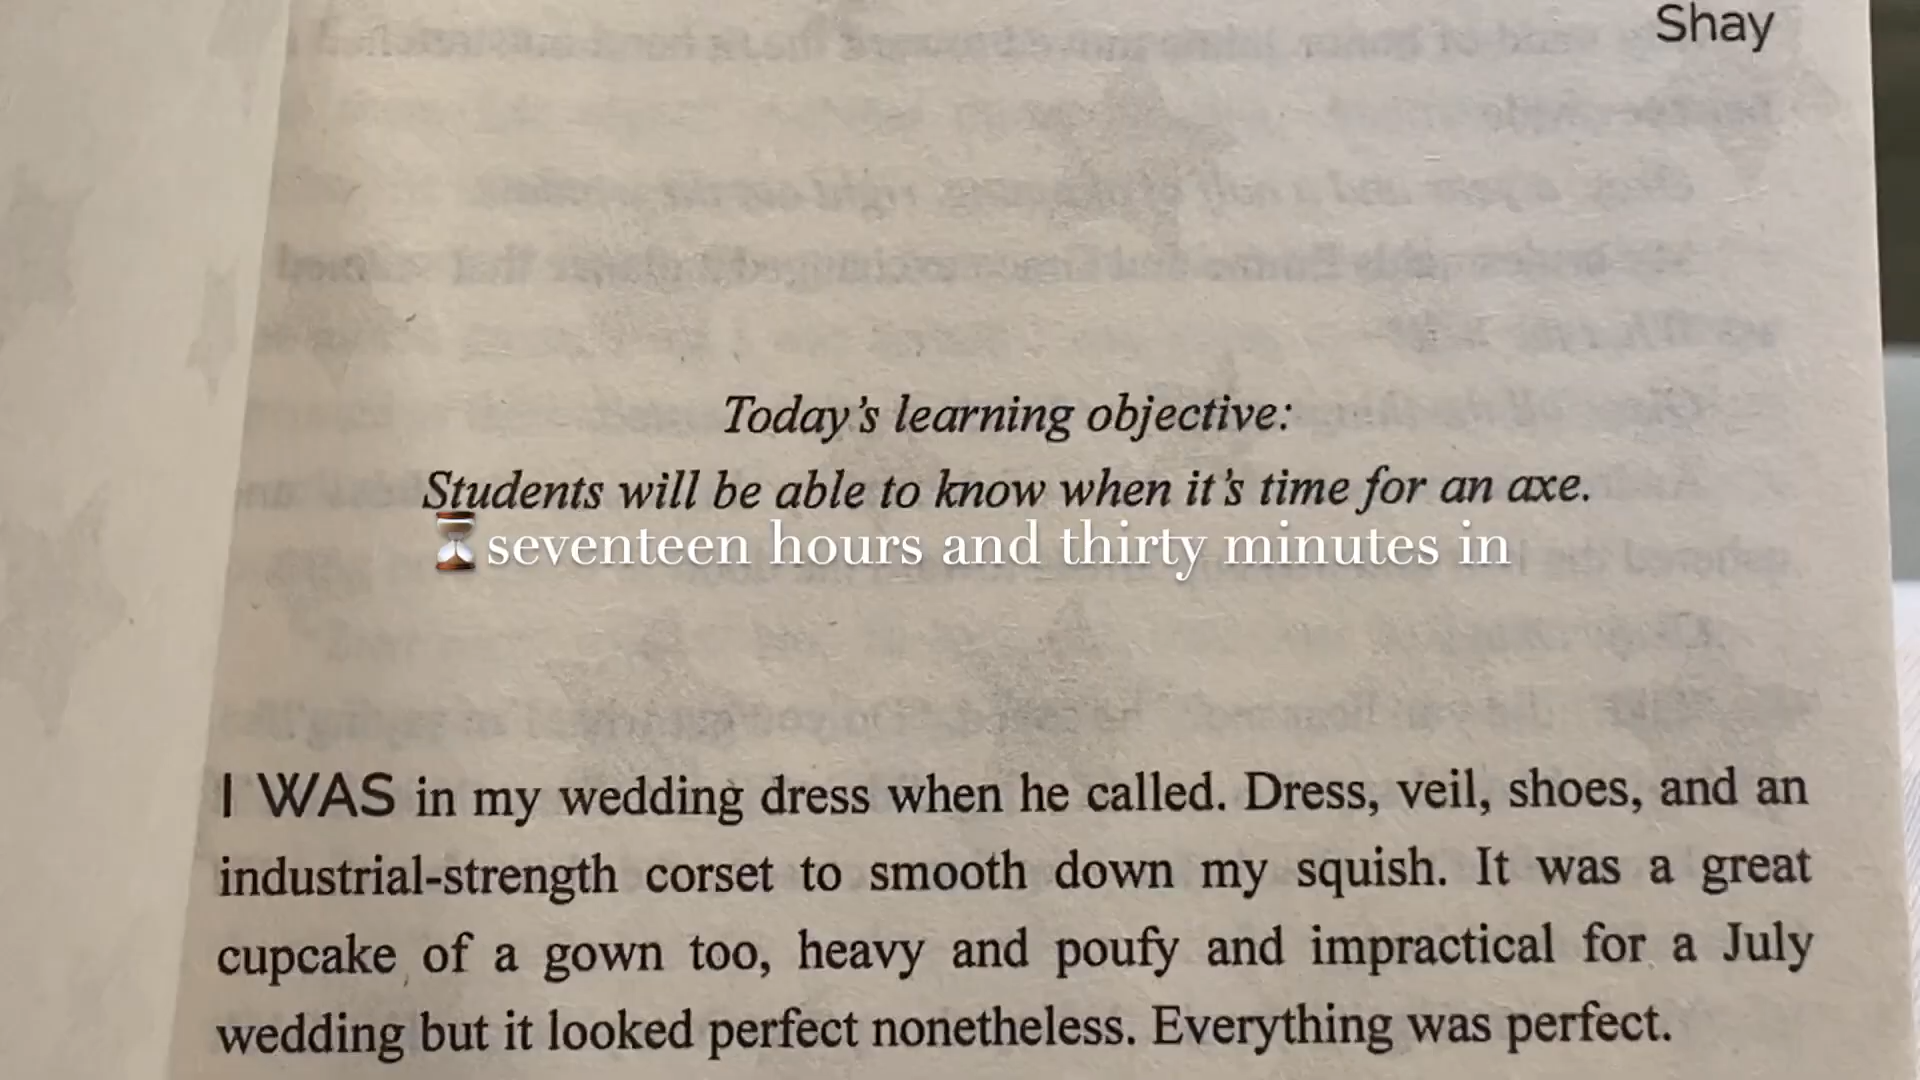 Shay
Today's learning objective:
Students will be able to know when it's time for an axe.
⏳seventeen hours and thirty minutes in
I WAS in my wedding dress when he called. Dress, veil, shoes, and an
industrial-strength corset to smooth down my squish. It was a great
cupcake of a gown too, heavy and poufy and impractical for a July
wedding but it looked perfect nonetheless. Everything was perfect.